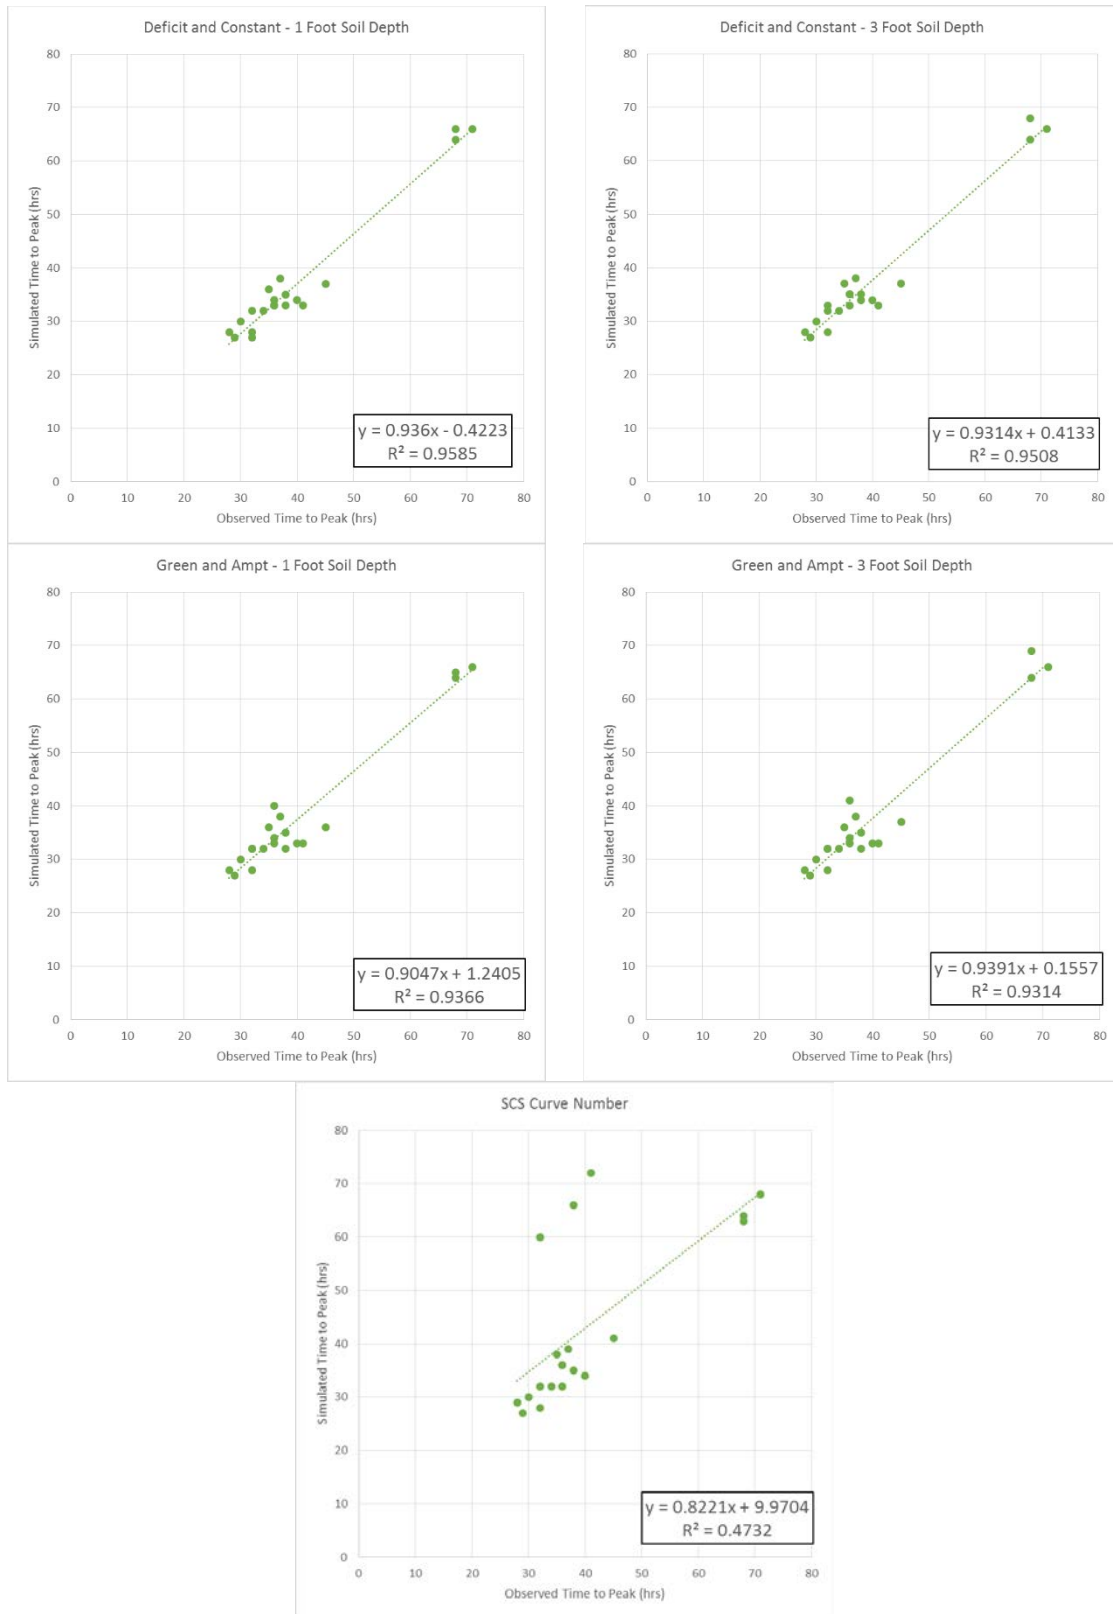 Deficit and Constant - 1 Foot Soil Depth
80
70
60
50
40
30
20
10
0
Simulated Time to Peak (hrs)
y = 0.936x - 0.4223
R² = 0.9585
0 10 20 30 40 50 60 70 80
Observed Time to Peak (hrs)
Deficit and Constant - 3 Foot Soil Depth
80
70
60
50
40
30
20
10
0
Simulated Time to Peak (hrs)
y = 0.9314x + 0.4133
R² = 0.9508
0 10 20 30 40 50 60 70 80
Observed Time to Peak (hrs)
Green and Ampt - 1 Foot Soil Depth
80
70
60
50
40
30
20
10
0
Simulated Time to Peak (hrs)
y = 0.9047x + 1.2405
R² = 0.9366
0 10 20 30 40 50 60 70 80
Observed Time to Peak (hrs)
Green and Ampt - 3 Foot Soil Depth
80
70
60
50
40
30
20
10
0
Simulated Time to Peak (hrs)
y = 0.9391x + 0.1557
R² = 0.9314
0 10 20 30 40 50 60 70 80
Observed Time to Peak (hrs)
SCS Curve Number
80
70
60
50
40
30
20
10
0
Simulated Time to Peak (hrs)
y = 0.8221x + 9.9704
R² = 0.4732
0 10 20 30 40 50 60 70 80
Observed Time to Peak (hrs)